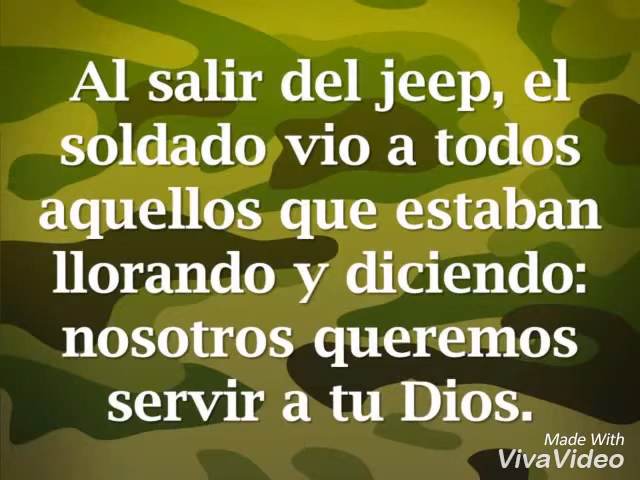 Al salir del jeep, el
soldado vio a todos
aquellos que estaban
llorando y diciendo:
nosotros queremos
servir a tu Dios.
Made With
VivaVideo